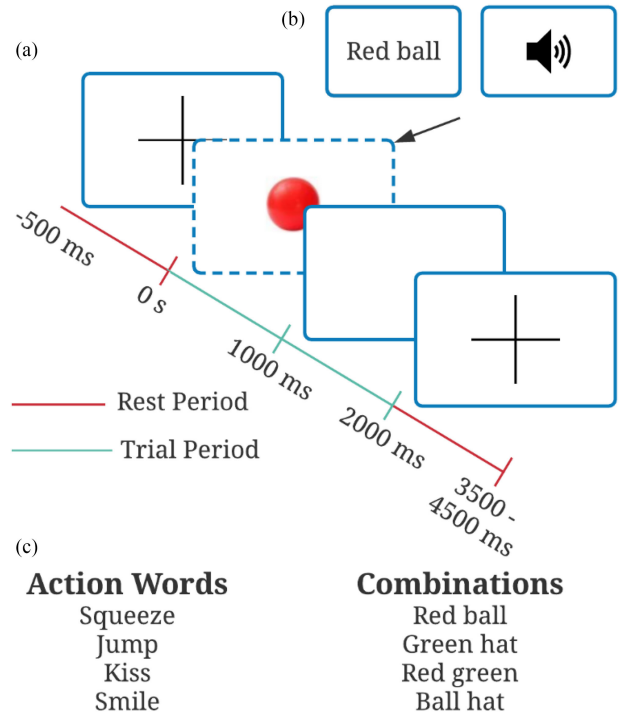 (a)
(b)
Red ball
-500 ms
0 s
1000 ms
2000 ms
3500 -
4500 ms
Rest Period
Trial Period
(c)
Action Words
Squeeze
Jump
Kiss
Smile
Combinations
Red ball
Green hat
Red green
Ball hat